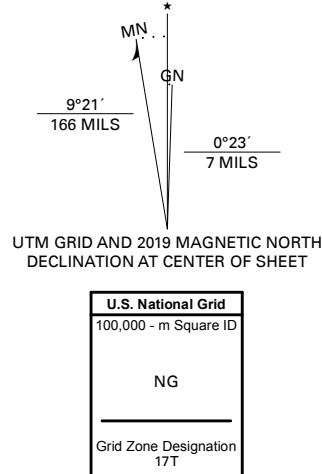 ★
MN
GN
9°21´
166 MILS
0°23´
7 MILS
UTM GRID AND 2019 MAGNETIC NORTH
DECLINATION AT CENTER OF SHEET
U.S. National Grid
100,000 - m Square ID
NG
Grid Zone Designation
17T